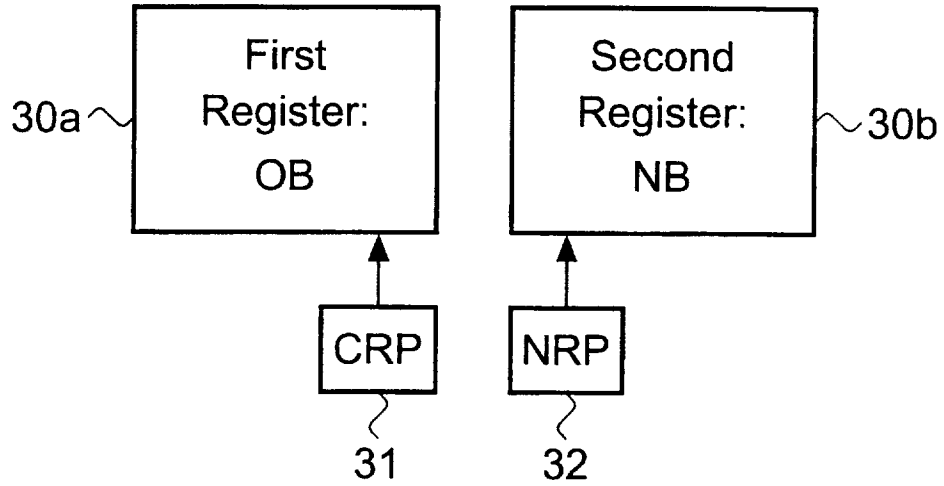 First
Register:
OB
Second
Register:
NB
30a
30b
CRP
NRP
31
32